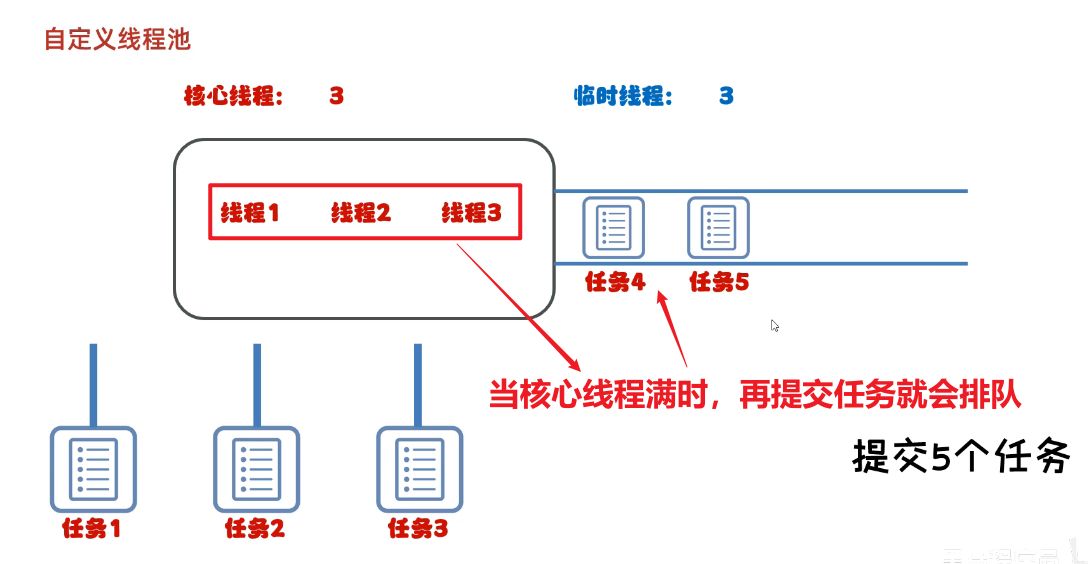 自定义线程池
核心线程： 3
临时线程： 3
线程1 线程2 线程3
任务4 任务5
当核心线程满时，再提交任务就会排队
提交5个任务
任务1 任务2 任务3